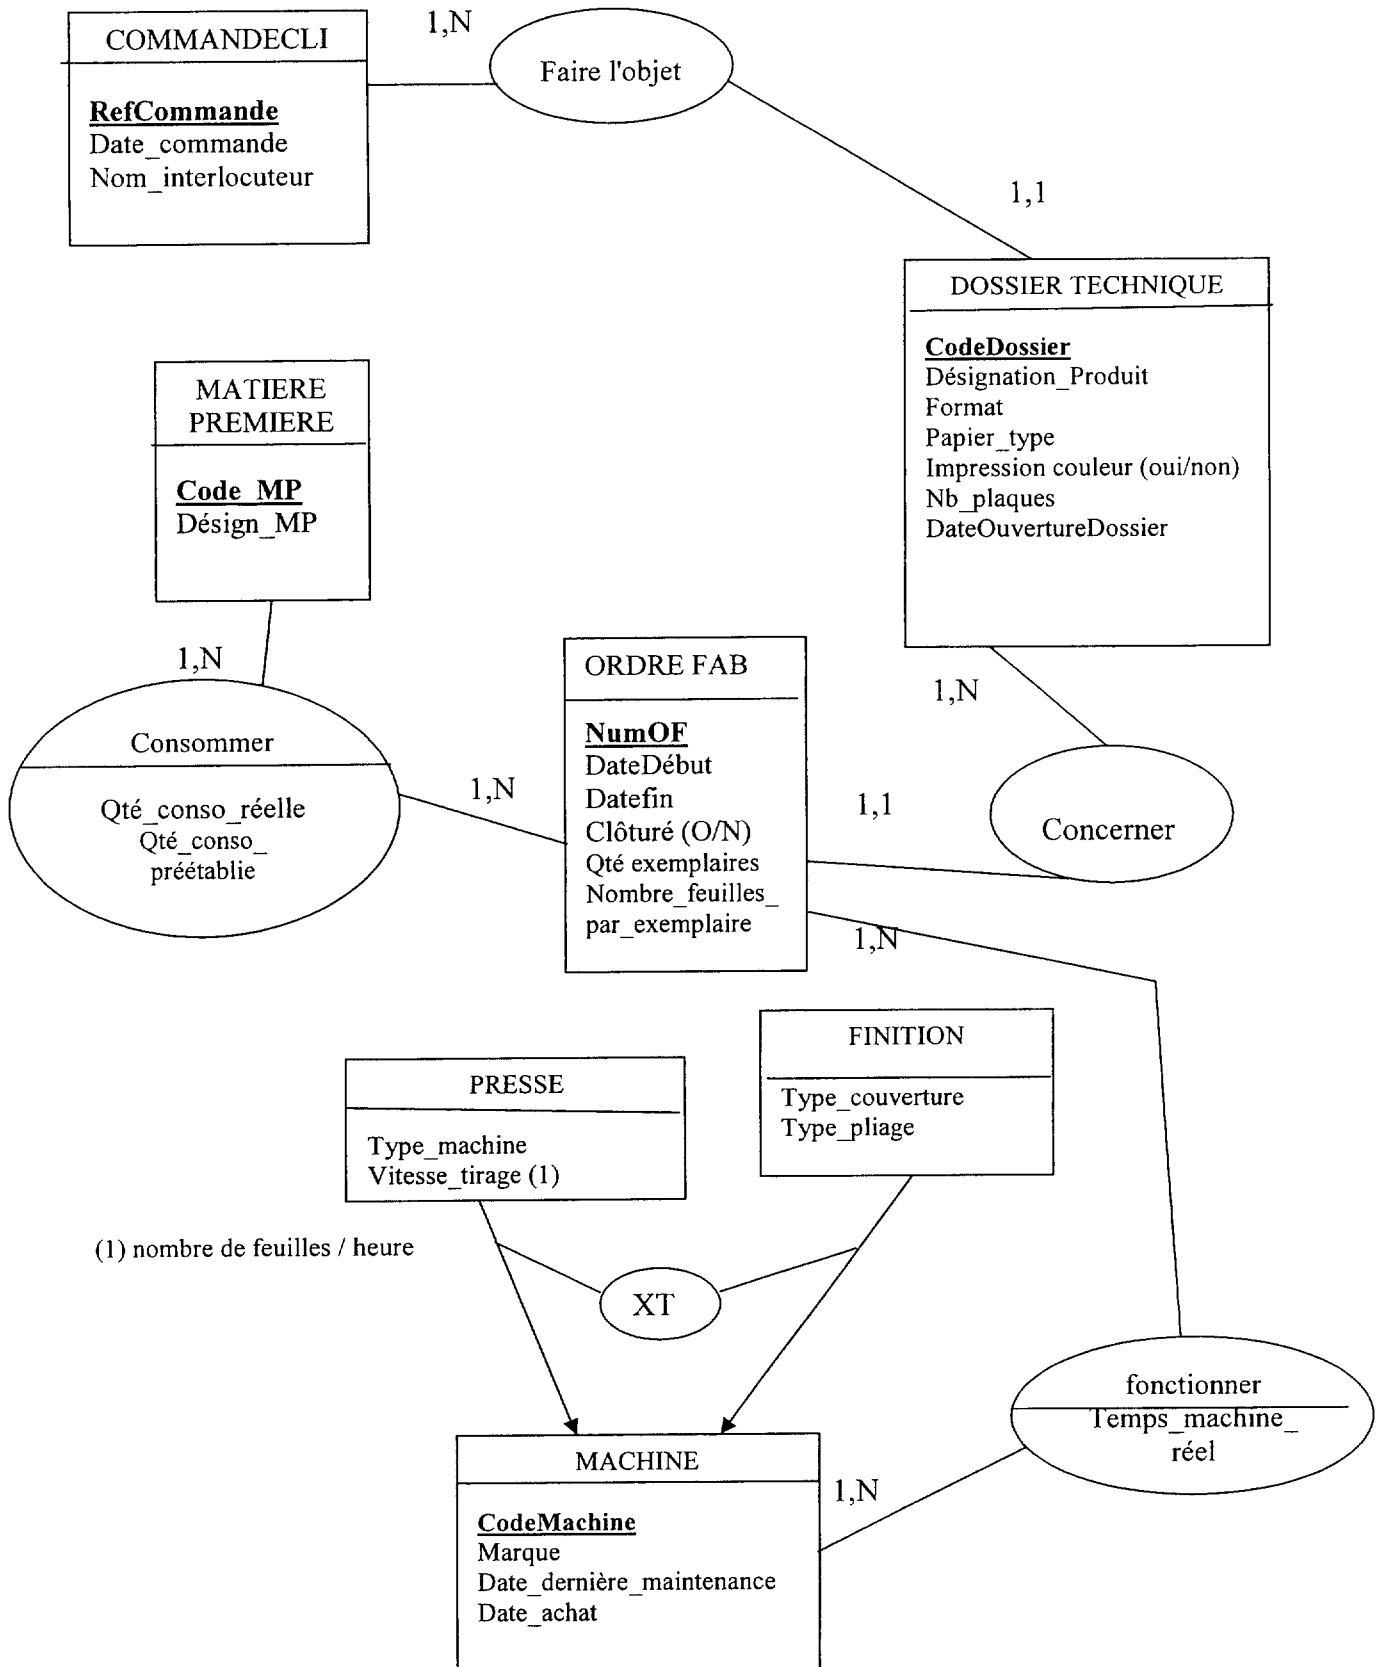 COMMANDECLI
RefCommande
Date_commande
Nom_interlocuteur
1,N
Faire l'objet
1,1
DOSSIER TECHNIQUE
CodeDossier
Désignation_Produit
Format
Papier_type
Impression couleur (oui/non)
Nb_plaques
DateOuvertureDossier
MATIERE
PREMIERE
Code_MP
Désign_MP
1,N
Consommer
Qté_conso_réelle
Qté_conso_
préétablie
1,N
ORDRE FAB
NumOF
DateDébut
Datefin
Clôturé (O/N)
Qté exemplaires
Nombre_feuilles_
par_exemplaire
1,N
1,1
Concerner
1,N
PRESSE
Type_machine
Vitesse_tirage (1)
FINITION
Type_couverture
Type_pliage
(1) nombre de feuilles / heure
XT
fonctionner
Temps_machine_
réel
1,N
MACHINE
CodeMachine
Marque
Date_dernière_maintenance
Date_achat